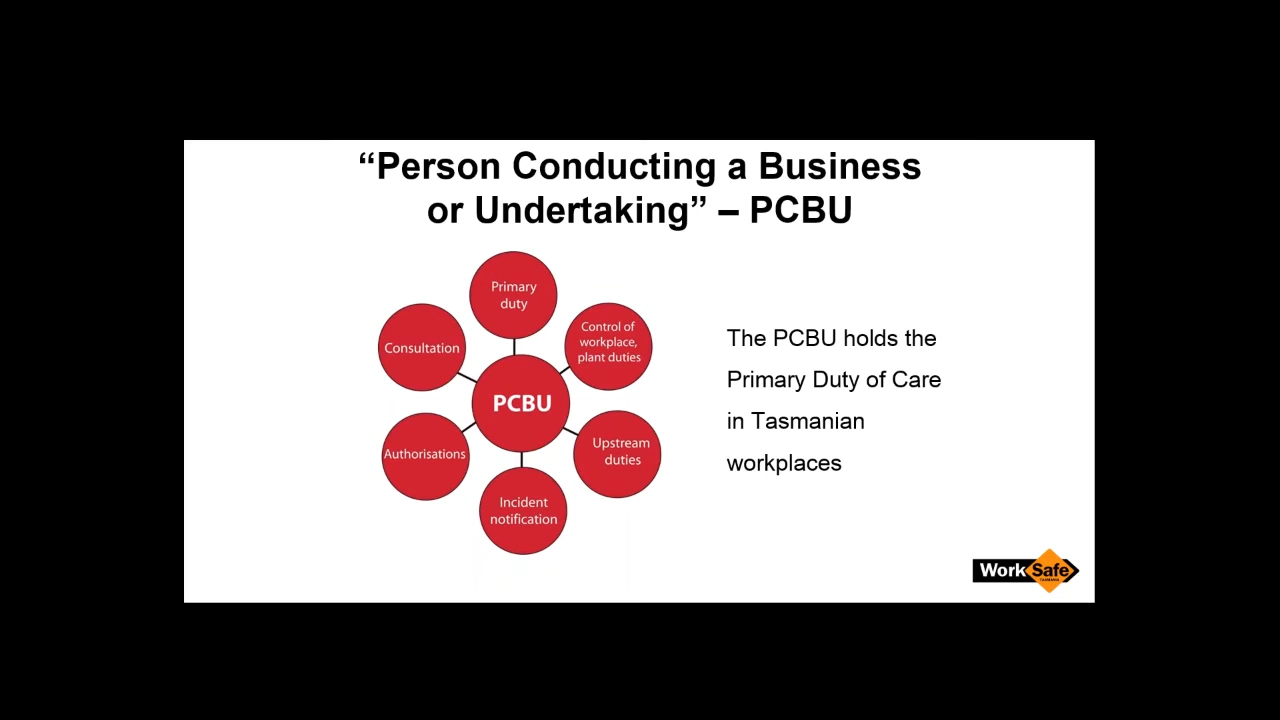 “Person Conducting a Business
or Undertaking” – PCBU
Primary
duty
Control of
workplace,
plant duties
Consultation
PCBU
Authorisations
Upstream
duties
Incident
notification
The PCBU holds the
Primary Duty of Care
in Tasmanian
workplaces
WorkSafe
TASMANIA